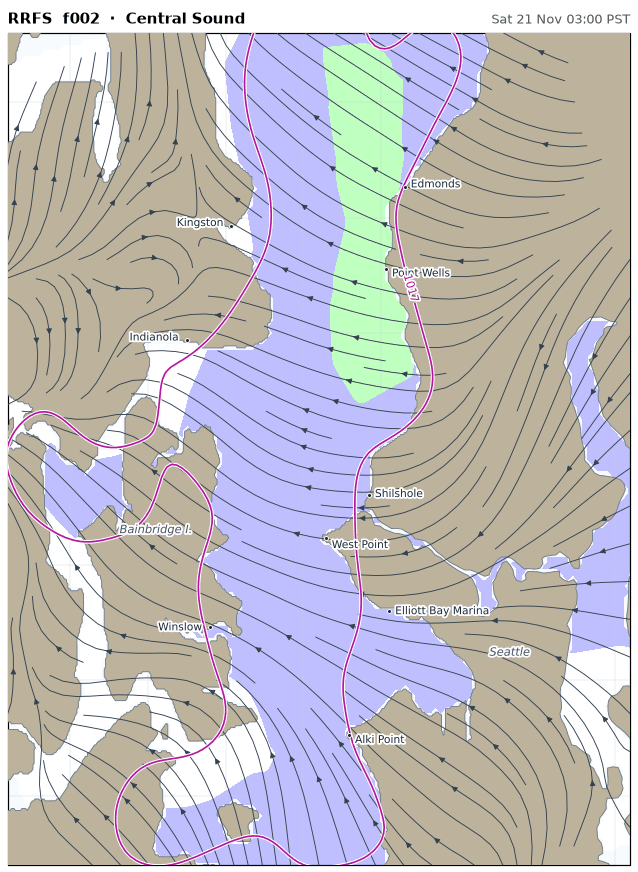 RRFS f002 · Central Sound
Sat 21 Nov 03:00 PST
Edmonds
Kingston
Point Wells
1017
Indianola
Shilshole
Bainbridge I.
West Point
Elliott Bay Marina
Winslow
Seattle
Alki Point